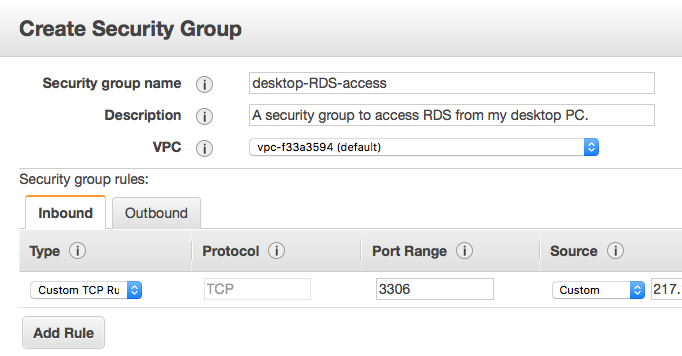 Create Security Group
Security group name i desktop-RDS-access
Description i A security group to access RDS from my desktop PC.
VPC i vpc-f33a3594 (default)
Security group rules:
Inbound Outbound
Type i Protocol i Port Range i Source i
Custom TCP Ru TCP 3306 Custom 217.
Add Rule